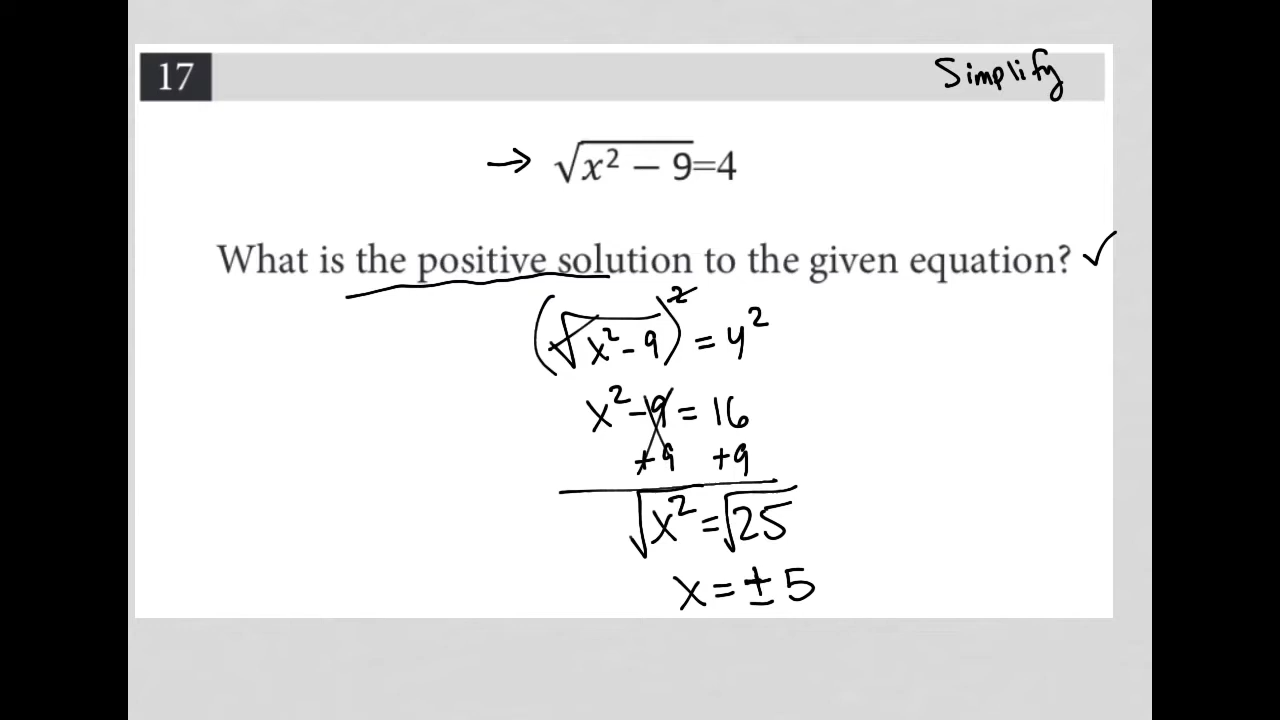 17 Simplify
→ √x² − 9=4
What is the positive solution to the given equation? ✓
(√x² - 9)² = 4²
x² - 9 = 16
+9 +9
√x² = √25
x = ± 5